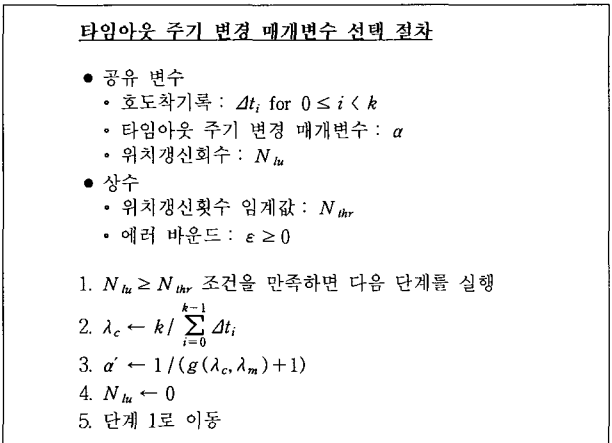 타임아웃 주기 변경 매개변수 선택 절차
● 공유 변수
• 호도착기록 : Δtᵢ for 0 ≤ i < k
• 타임아웃 주기 변경 매개변수 : α
• 위치갱신회수 : N_lu
● 상수
• 위치갱신횟수 임계값 : N_thr
• 에러 바운드 : ε ≥ 0
1. N_lu ≥ N_thr 조건을 만족하면 다음 단계를 실행
2. λ_c ← k / ∑_{i=0}^{k-1} Δtᵢ
3. α′ ← 1 / (g(λ_c, λ_m) + 1)
4. N_lu ← 0
5. 단계 1로 이동